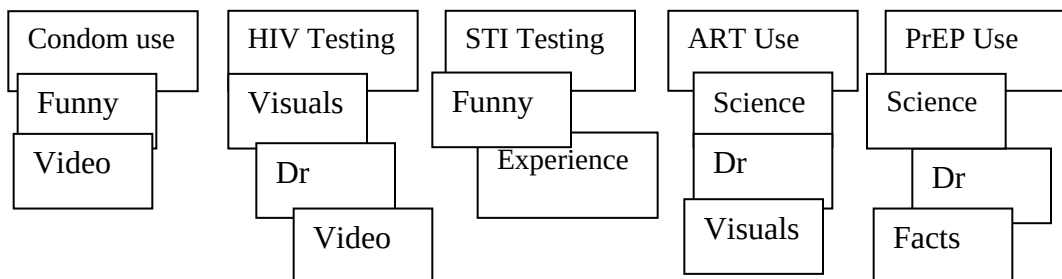 Condom use
Funny
Video
HIV Testing
Visuals
Dr
Video
STI Testing
Funny
Experience
ART Use
Science
Dr
Visuals
PrEP Use
Science
Dr
Facts